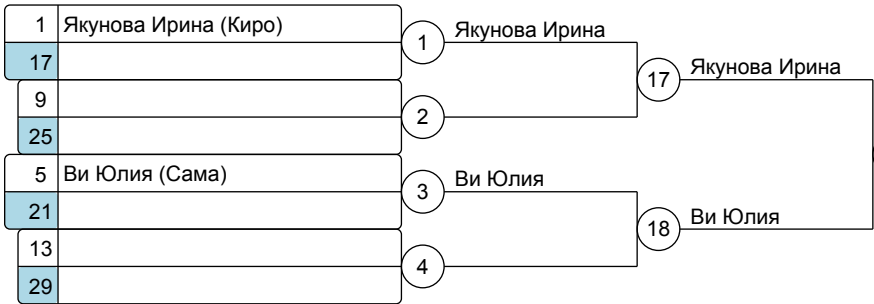 1 Якунова Ирина (Киро)
17
1 Якунова Ирина
9
25
2
17 Якунова Ирина
5 Ви Юлия (Сама)
21
3 Ви Юлия
13
29
4
18 Ви Юлия